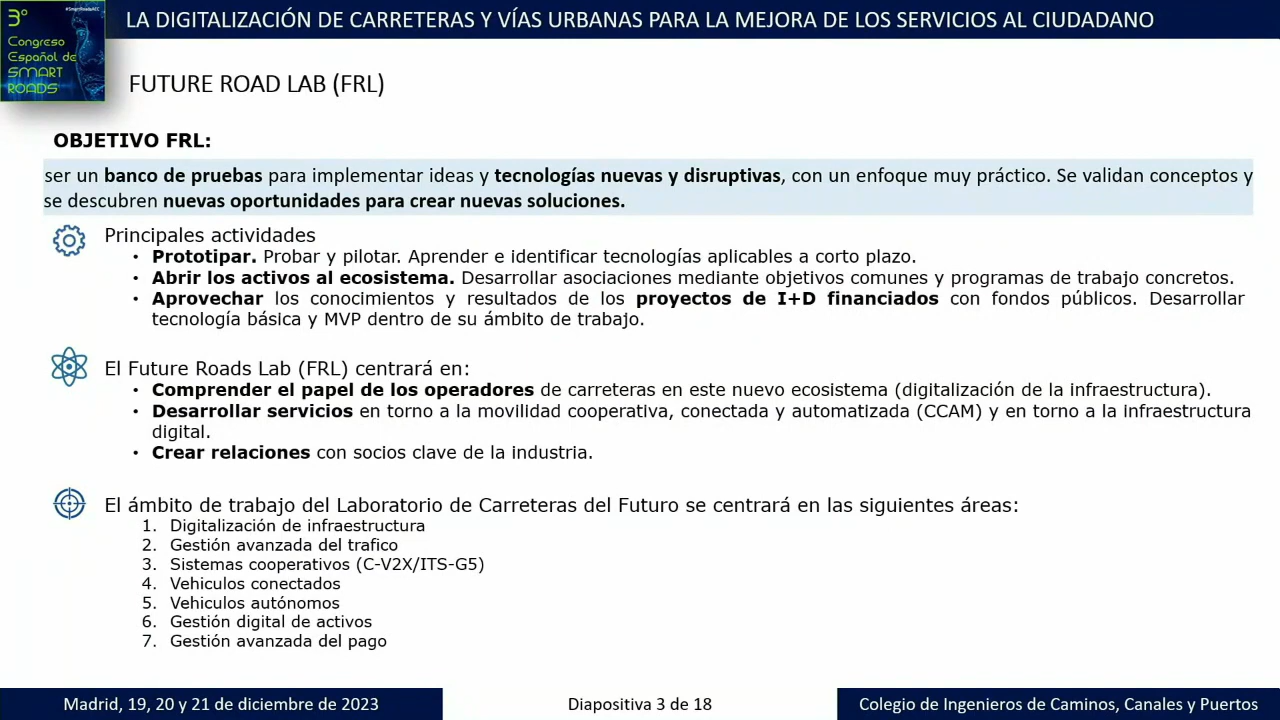 3º
#SmartRoadsAEC
Congreso
Español de
SMART
ROADS
LA DIGITALIZACIÓN DE CARRETERAS Y VÍAS URBANAS PARA LA MEJORA DE LOS SERVICIOS AL CIUDADANO
FUTURE ROAD LAB (FRL)
OBJETIVO FRL:
ser un banco de pruebas para implementar ideas y tecnologías nuevas y disruptivas, con un enfoque muy práctico. Se validan conceptos y
se descubren nuevas oportunidades para crear nuevas soluciones.
Principales actividades
• Prototipar. Probar y pilotar. Aprender e identificar tecnologías aplicables a corto plazo.
• Abrir los activos al ecosistema. Desarrollar asociaciones mediante objetivos comunes y programas de trabajo concretos.
• Aprovechar los conocimientos y resultados de los proyectos de I+D financiados con fondos públicos. Desarrollar
tecnología básica y MVP dentro de su ámbito de trabajo.
El Future Roads Lab (FRL) centrará en:
• Comprender el papel de los operadores de carreteras en este nuevo ecosistema (digitalización de la infraestructura).
• Desarrollar servicios en torno a la movilidad cooperativa, conectada y automatizada (CCAM) y en torno a la infraestructura
digital.
• Crear relaciones con socios clave de la industria.
El ámbito de trabajo del Laboratorio de Carreteras del Futuro se centrará en las siguientes áreas:
1. Digitalización de infraestructura
2. Gestión avanzada del trafico
3. Sistemas cooperativos (C-V2X/ITS-G5)
4. Vehiculos conectados
5. Vehiculos autónomos
6. Gestión digital de activos
7. Gestión avanzada del pago
Madrid, 19, 20 y 21 de diciembre de 2023
Diapositiva 3 de 18
Colegio de Ingenieros de Caminos, Canales y Puertos